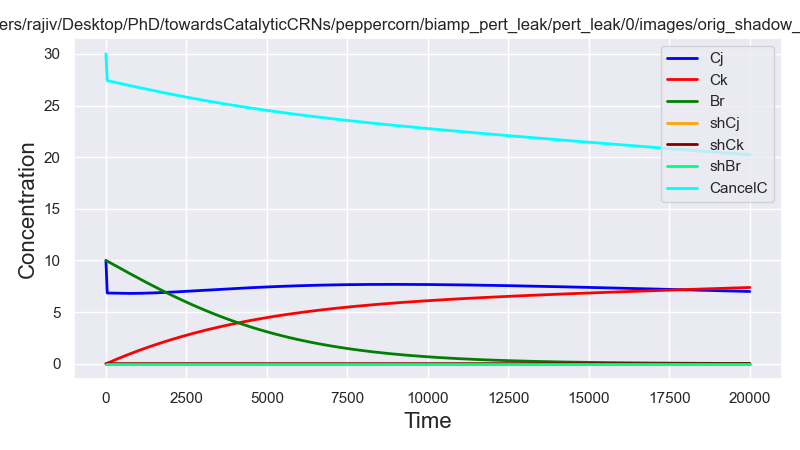 ers/rajiv/Desktop/PhD/towardsCatalyticCRNs/peppercorn/biamp_pert_leak/pert_leak/0/images/orig_shadow_
30
25
20
15
10
5
0
Concentration
Cj
Ck
Br
shCj
shCk
shBr
CancelC
0 2500 5000 7500 10000 12500 15000 17500 20000
Time